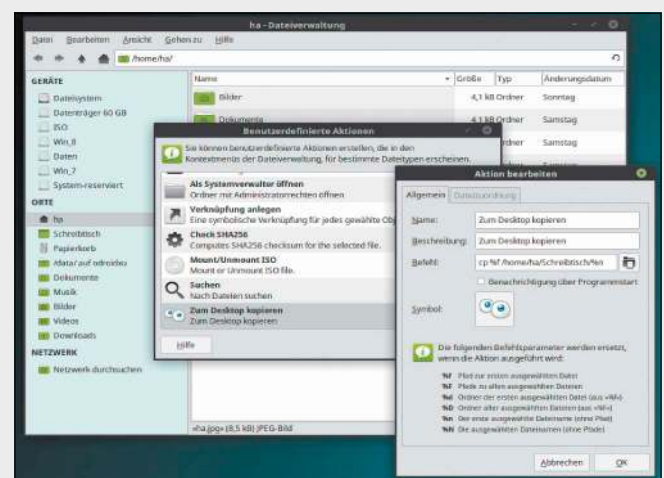 ha - Dateiverwaltung
Datei Bearbeiten Ansicht Gehen zu Hilfe
/home/ha/
GERÄTE
Dateisystem
Datenträger 60 GB
ISO
Win_8
Daten
Win_7
System-reserviert
ORTE
ha
Schreibtisch
Papierkorb
Dokumente
Musik
Bilder
Videos
Downloads
NETZWERK
Netzwerk durchsuchen
Name Größe Typ Änderungsdatum
Bilder 4,1 kB Ordner Sonntag
Dokumente 4,1 kB Ordner Samstag
Samstag
Samstag
»ha.jpg« (8,5 kB) JPEG-Bild
Benutzerdefinierte Aktionen
Sie können benutzerdefinierte Aktionen erstellen, die in den
Kontextmenüs der Dateiverwaltung, für bestimmte Dateitypen erscheinen.
Als Systemverwalter öffnen
Ordner mit Administratorrechten öffnen
Verknüpfung anlegen
Eine symbolische Verknüpfung für jedes gewählte Obj
Check SHA256
Computes SHA256 checksum for the selected file.
Mount/Unmount ISO
Mount or Unmount ISO file.
Suchen
Nach Dateien suchen
Zum Desktop kopieren
Zum Desktop kopieren
Hilfe
Aktion bearbeiten
Allgemein Dateizuordnung
Name: Zum Desktop kopieren
Beschreibung: Zum Desktop kopieren
Befehl: cp %f /home/ha/Schreibtisch/%n
Benachrichtigung über Programmstart
Symbol:
Die folgenden Befehlsparameter werden ersetzt,
wenn die Aktion ausgeführt wird:
%f Pfad zur ersten ausgewählten Datei
%F Pfade zu allen ausgewählten Dateien
%d Ordner der ersten ausgewählten Datei (aus »%f«)
%D Ordner aller ausgewählten Dateien (aus »%F«)
%n Der erste ausgewählte Dateiname (ohne Pfad)
%N Die ausgewählten Dateinamen (ohne Pfade)
Abbrechen OK